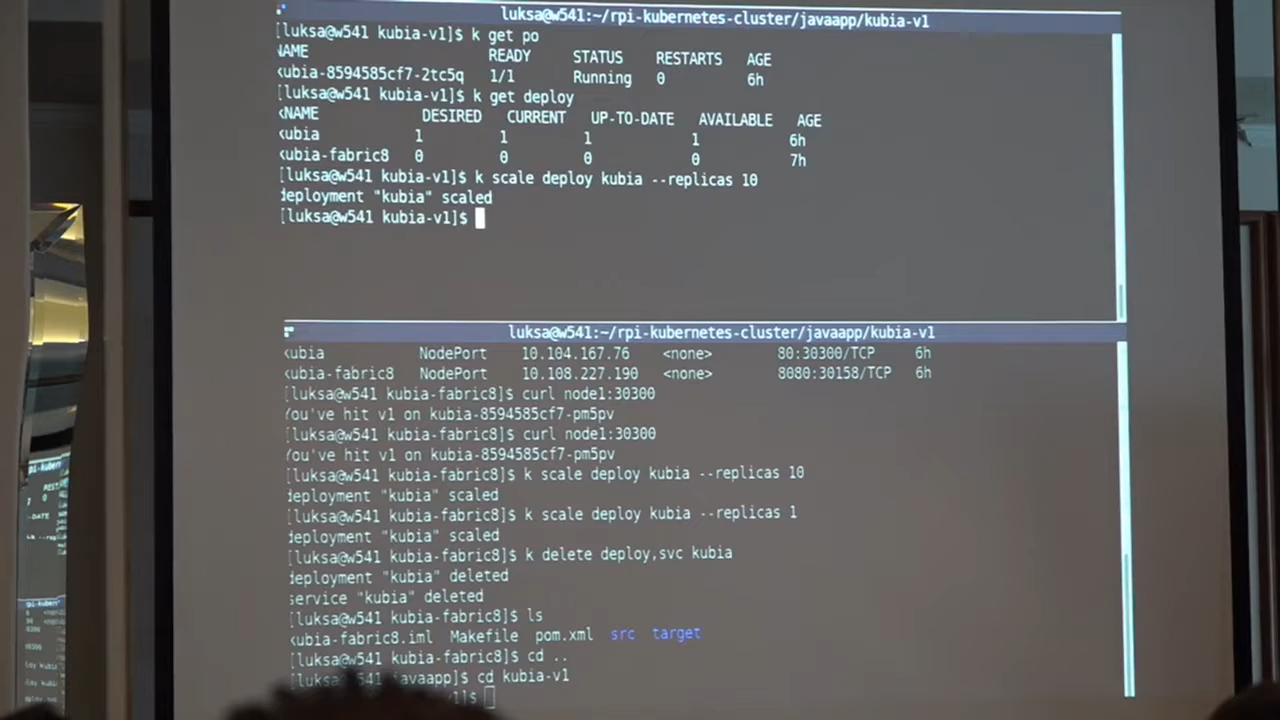 luksa@w541:~/rpi-kubernetes-cluster/javaapp/kubia-v1
[luksa@w541 kubia-v1]$ k get po
NAME READY STATUS RESTARTS AGE
kubia-8594585cf7-2tc5q 1/1 Running 0 6h
[luksa@w541 kubia-v1]$ k get deploy
NAME DESIRED CURRENT UP-TO-DATE AVAILABLE AGE
kubia 1 1 1 1 6h
kubia-fabric8 0 0 0 0 7h
[luksa@w541 kubia-v1]$ k scale deploy kubia --replicas 10
deployment "kubia" scaled
[luksa@w541 kubia-v1]$
luksa@w541:~/rpi-kubernetes-cluster/javaapp/kubia-v1
kubia NodePort 10.104.167.76 <none> 80:30300/TCP 6h
kubia-fabric8 NodePort 10.108.227.190 <none> 8080:30158/TCP 6h
[luksa@w541 kubia-fabric8]$ curl node1:30300
You've hit v1 on kubia-8594585cf7-pm5pv
[luksa@w541 kubia-fabric8]$ curl node1:30300
You've hit v1 on kubia-8594585cf7-pm5pv
[luksa@w541 kubia-fabric8]$ k scale deploy kubia --replicas 10
deployment "kubia" scaled
[luksa@w541 kubia-fabric8]$ k scale deploy kubia --replicas 1
deployment "kubia" scaled
[luksa@w541 kubia-fabric8]$ k delete deploy,svc kubia
deployment "kubia" deleted
service "kubia" deleted
[luksa@w541 kubia-fabric8]$ ls
kubia-fabric8.iml Makefile pom.xml src target
[luksa@w541 kubia-fabric8]$ cd ..
[luksa@w541 javaapp]$ cd kubia-v1